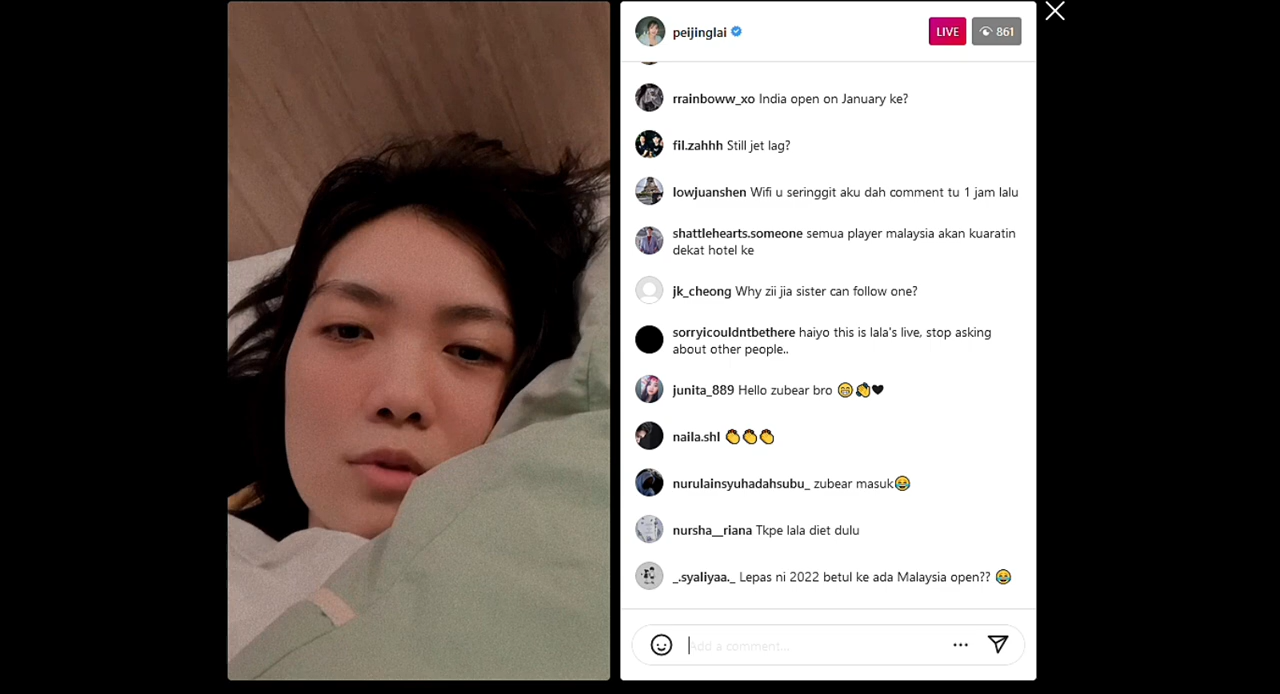 peijinglai
LIVE
861
rrainboww_xo India open on January ke?
fil.zahhh Still jet lag?
lowjuanshen Wifi u seringgit aku dah comment tu 1 jam lalu
shattlehearts.someone semua player malaysia akan kuaratin
dekat hotel ke
jk_cheong Why zii jia sister can follow one?
sorryicouldntbethere haiyo this is lala's live, stop asking
about other people..
junita_889 Hello zubear bro 😁👏🖤
naila.shl 👏👏👏
nurulainsyuhadahsubu_ zubear masuk😂
nursha__riana Tkpe lala diet dulu
_.syaliyaa._ Lepas ni 2022 betul ke ada Malaysia open?? 😂
Add a comment...